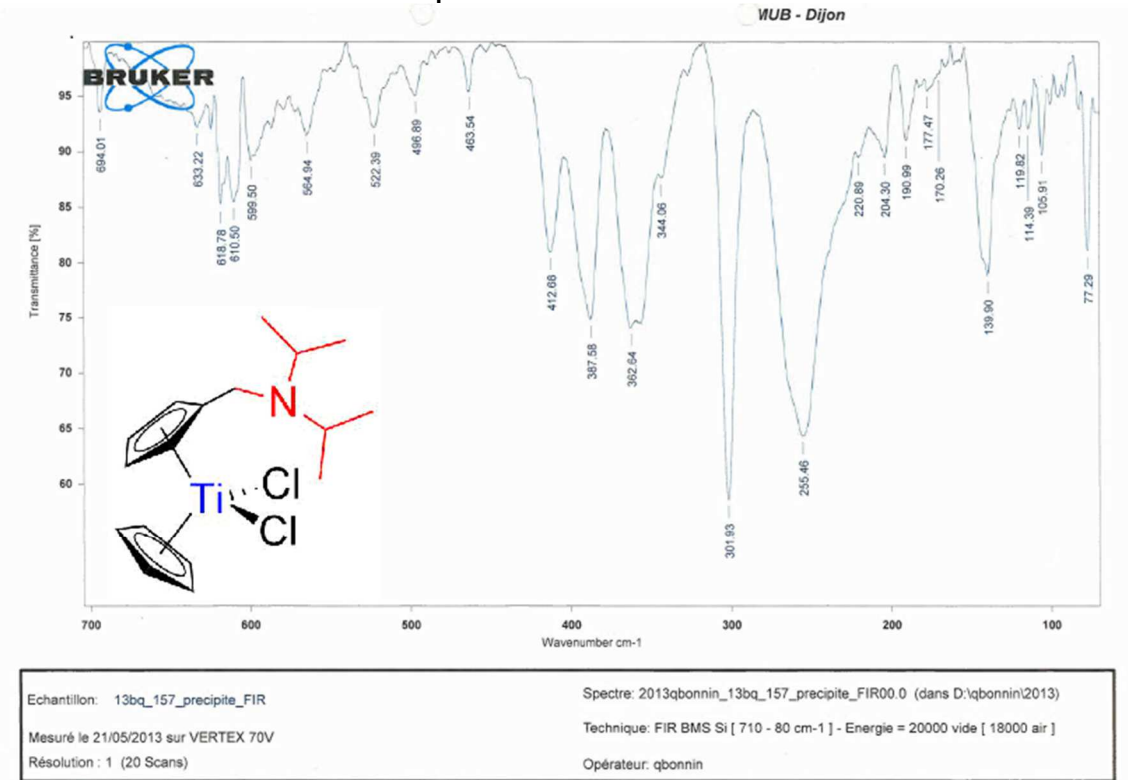 MUB - Dijon
BRUKER
Transmittance [%]
95
90
85
80
75
70
65
60
694.01
633.22
618.78
610.50
599.50
564.94
522.39
496.89
463.54
412.66
387.58
362.64
344.06
301.93
255.46
220.89
204.30
190.99
177.47
170.26
139.90
119.82
114.39
105.91
77.29
N
Ti
Cl
Cl
700
600
500
400
300
200
100
Wavenumber cm-1
Echantillon: 13bq_157_precipite_FIR
Mesuré le 21/05/2013 sur VERTEX 70V
Résolution : 1 (20 Scans)
Spectre: 2013qbonnin_13bq_157_precipite_FIR00.0 (dans D:\qbonnin\2013)
Technique: FIR BMS Si [ 710 - 80 cm-1 ] - Energie = 20000 vide [ 18000 air ]
Opérateur: qbonnin